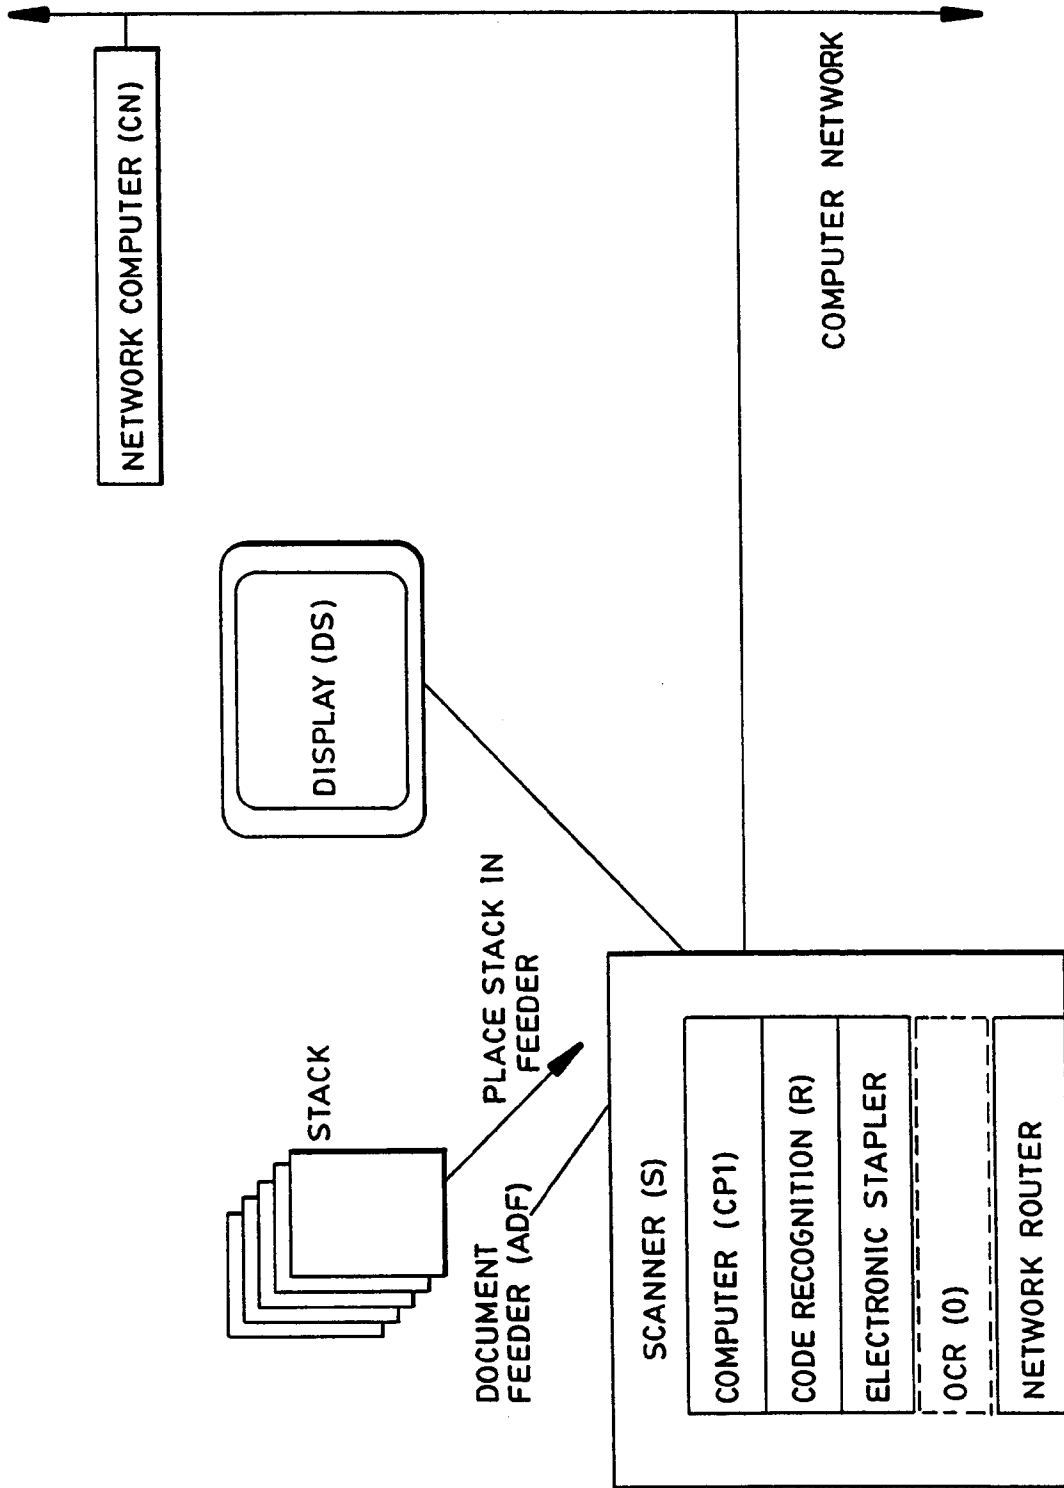 STACK
PLACE STACK IN
FEEDER
DOCUMENT
FEEDER (ADF)
DISPLAY (DS)
NETWORK COMPUTER (CN)
SCANNER (S)
COMPUTER (CP1)
CODE RECOGNITION (R)
ELECTRONIC STAPLER
OCR (O)
NETWORK ROUTER
COMPUTER NETWORK